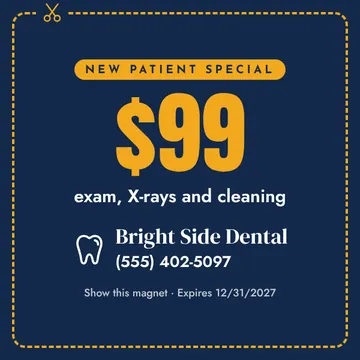 NEW PATIENT SPECIAL
$99
exam, X-rays and cleaning
Bright Side Dental
(555) 402-5097
Show this magnet · Expires 12/31/2027